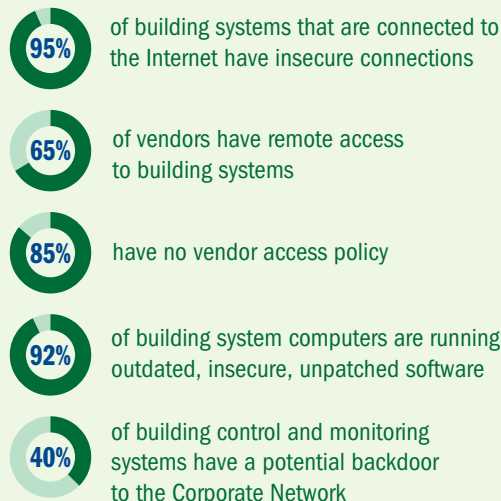 95%
of building systems that are connected to
the Internet have insecure connections
65%
of vendors have remote access
to building systems
85%
have no vendor access policy
92%
of building system computers are running
outdated, insecure, unpatched software
40%
of building control and monitoring
systems have a potential backdoor
to the Corporate Network